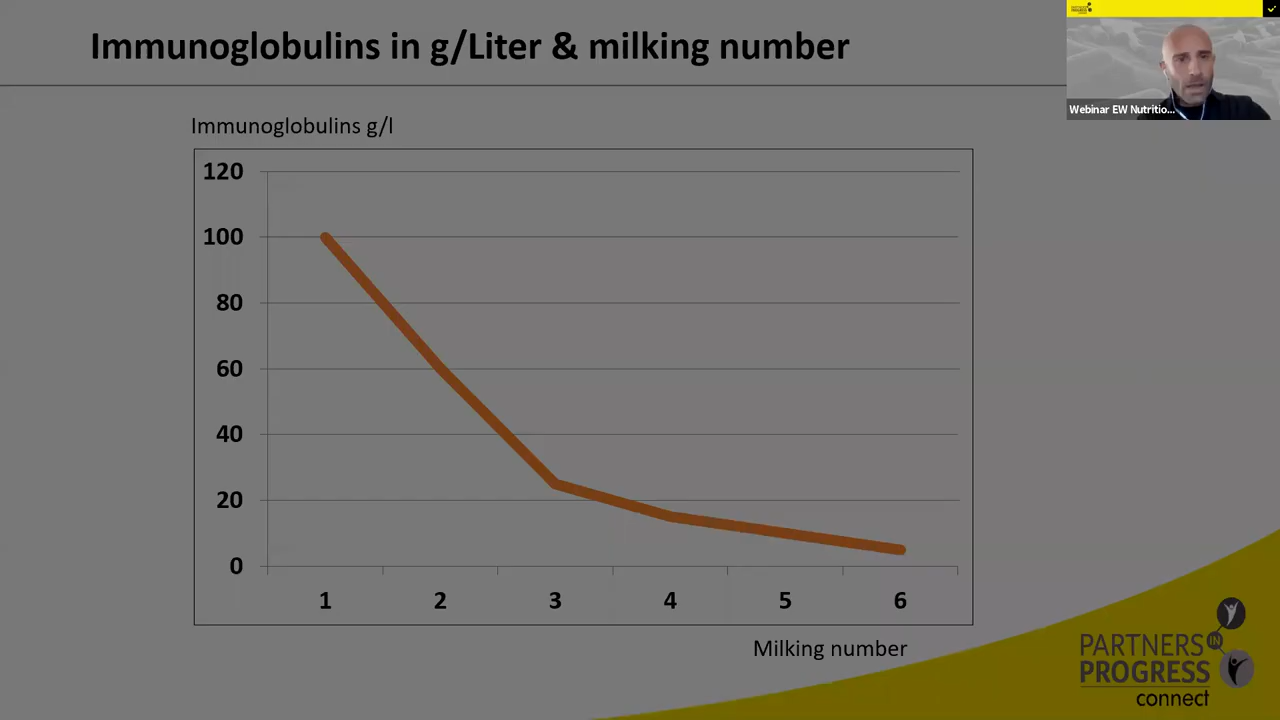 Immunoglobulins in g/Liter & milking number
Webinar EW Nutritio...
Immunoglobulins g/l
120
100
80
60
40
20
0
1 2 3 4 5 6
Milking number
PARTNERS
IN
PROGRESS
connect